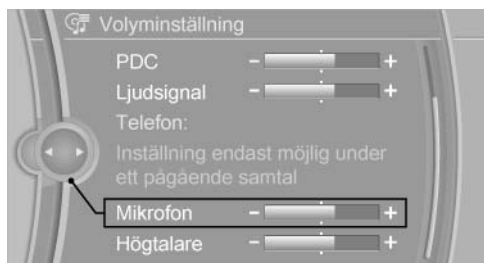 Volyminställning
PDC - +
Ljudsignal - +
Telefon:
Inställning endast möjlig under
ett pågående samtal
Mikrofon - +
Högtalare - +